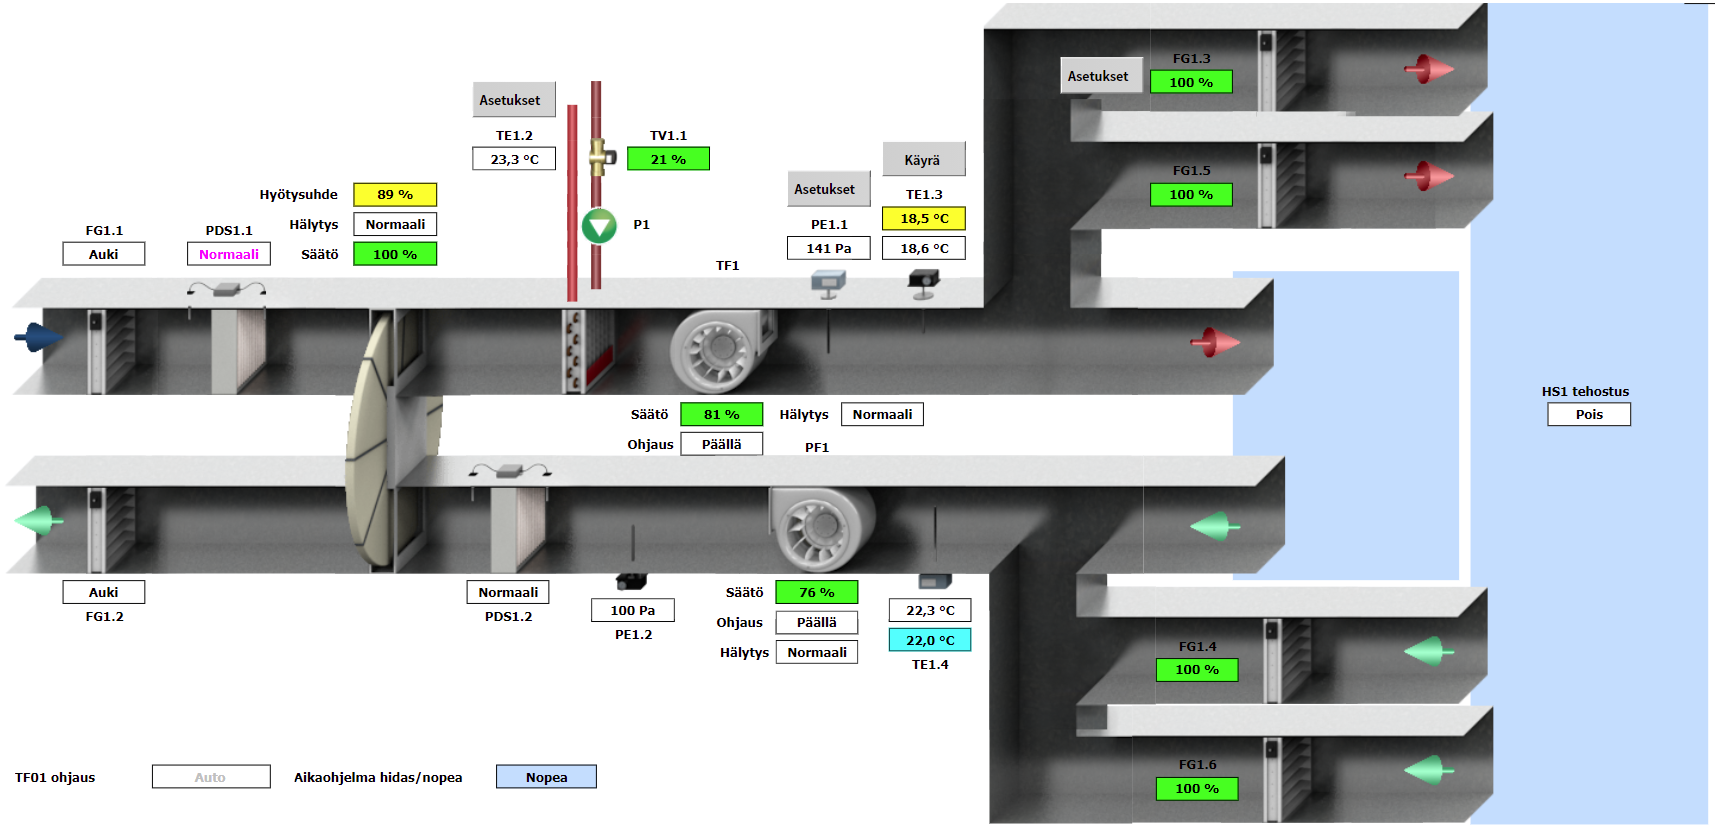 FG1.3
Asetukset
100 %
Asetukset
TE1.2
TV1.1
23,3 °C
21 %
Käyrä
FG1.5
Asetukset
100 %
Hyötysuhde
89 %
TE1.3
Hälytys
Normaali
P1
PE1.1
18,5 °C
FG1.1
PDS1.1
Auki
Normaali
Säätö
100 %
141 Pa
18,6 °C
TF1
HS1 tehostus
Säätö
81 %
Hälytys
Normaali
Pois
Ohjaus
Päällä
PF1
Auki
FG1.2
Normaali
PDS1.2
100 Pa
PE1.2
Säätö
76 %
Ohjaus
Päällä
Hälytys
Normaali
22,3 °C
22,0 °C
TE1.4
FG1.4
100 %
FG1.6
100 %
TF01 ohjaus
Auto
Aikaohjelma hidas/nopea
Nopea